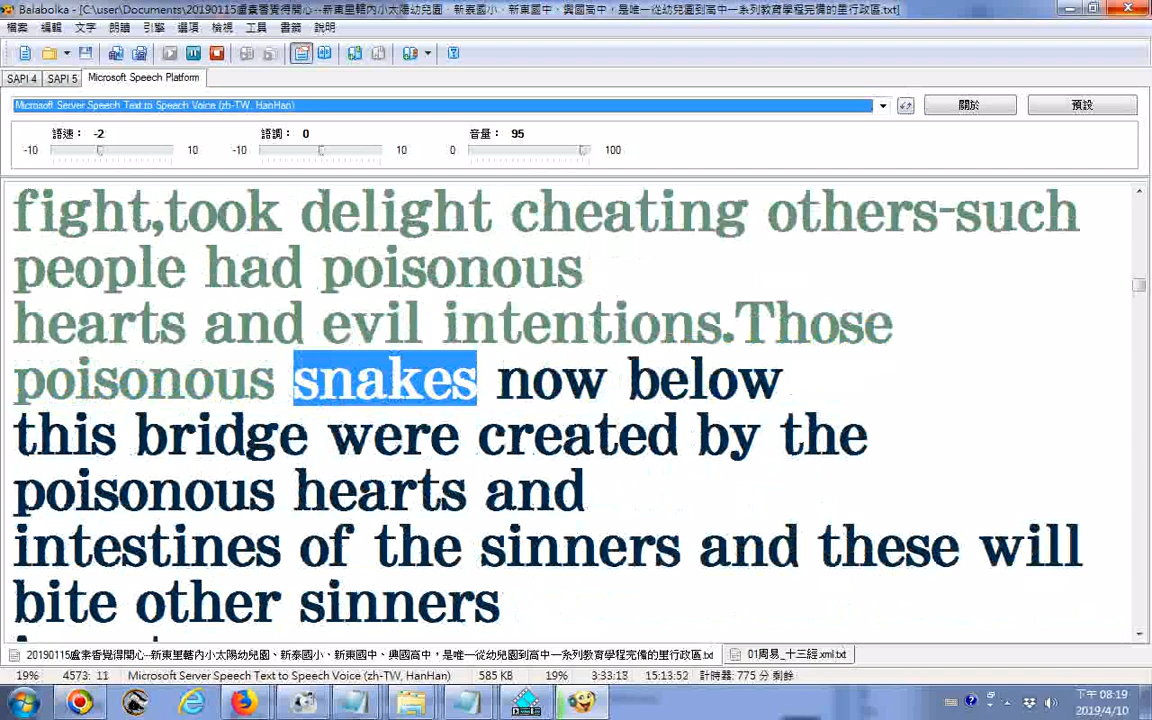 Balabolka - [C:\user\Documents\20190115盧素香覺得開心--新東里轄內小太陽幼兒園、新泰國小、新東國中、興國高中，是唯一從幼兒園到高中一系列教育學程完備的里行政區.txt]
檔案 編輯 文字 朗讀 引擎 選項 檢視 工具 書籤 說明
SAPI 4 SAPI 5 Microsoft Speech Platform
Microsoft Server Speech Text to Speech Voice (zh-TW, HanHan) 關於 預設
語速： -2 語調： 0 音量： 95
-10 10 -10 10 0 100
fight,took delight cheating others-such
people had poisonous
hearts and evil intentions.Those
poisonous snakes now below
this bridge were created by the
poisonous hearts and
intestines of the sinners and these will
bite other sinners
20190115盧素香覺得開心--新東里轄內小太陽幼兒園、新泰國小、新東國中、興國高中，是唯一從幼兒園到高中一系列教育學程完備的里行政區.txt 01周易_十三經.xml.txt
19% 4573: 11 Microsoft Server Speech Text to Speech Voice (zh-TW, HanHan) 585 KB 19% 3:33:13 15:13:52 計時器: 775 分 剩餘
下午 08:19
2019/4/10